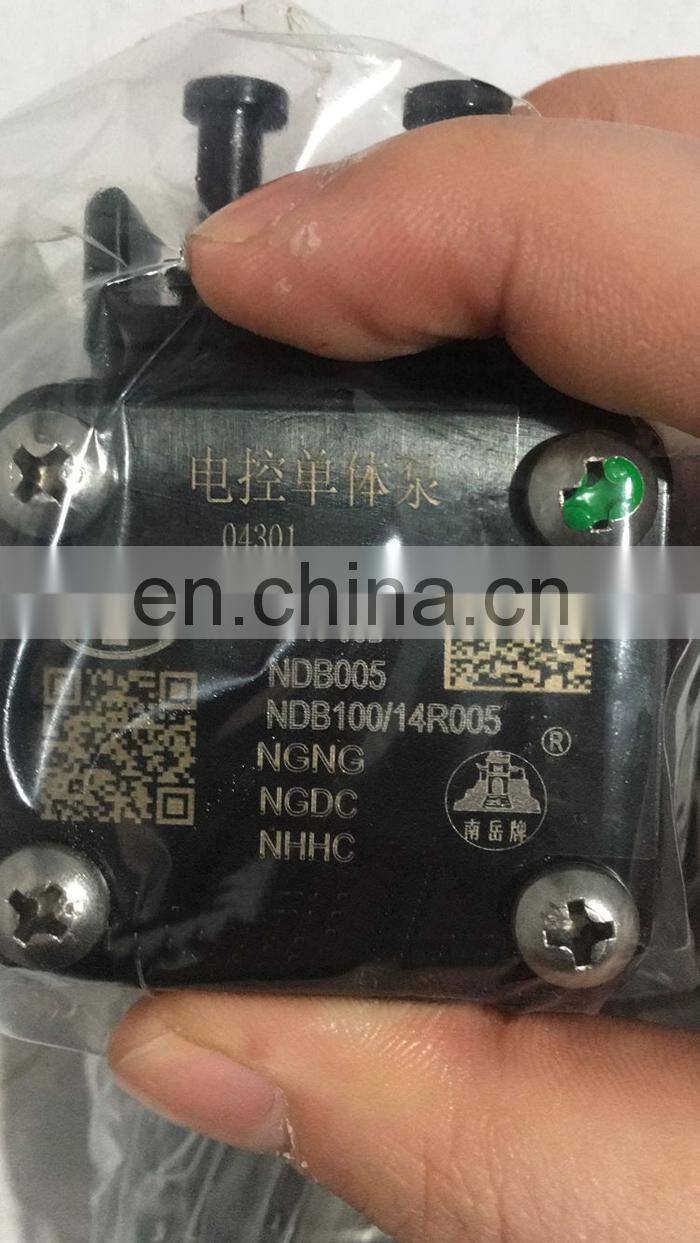 电控单体泵
04301
en.china.cn
NDB005
NDB100/14R005
®
NGNG
NGDC
南岳牌
NHHC